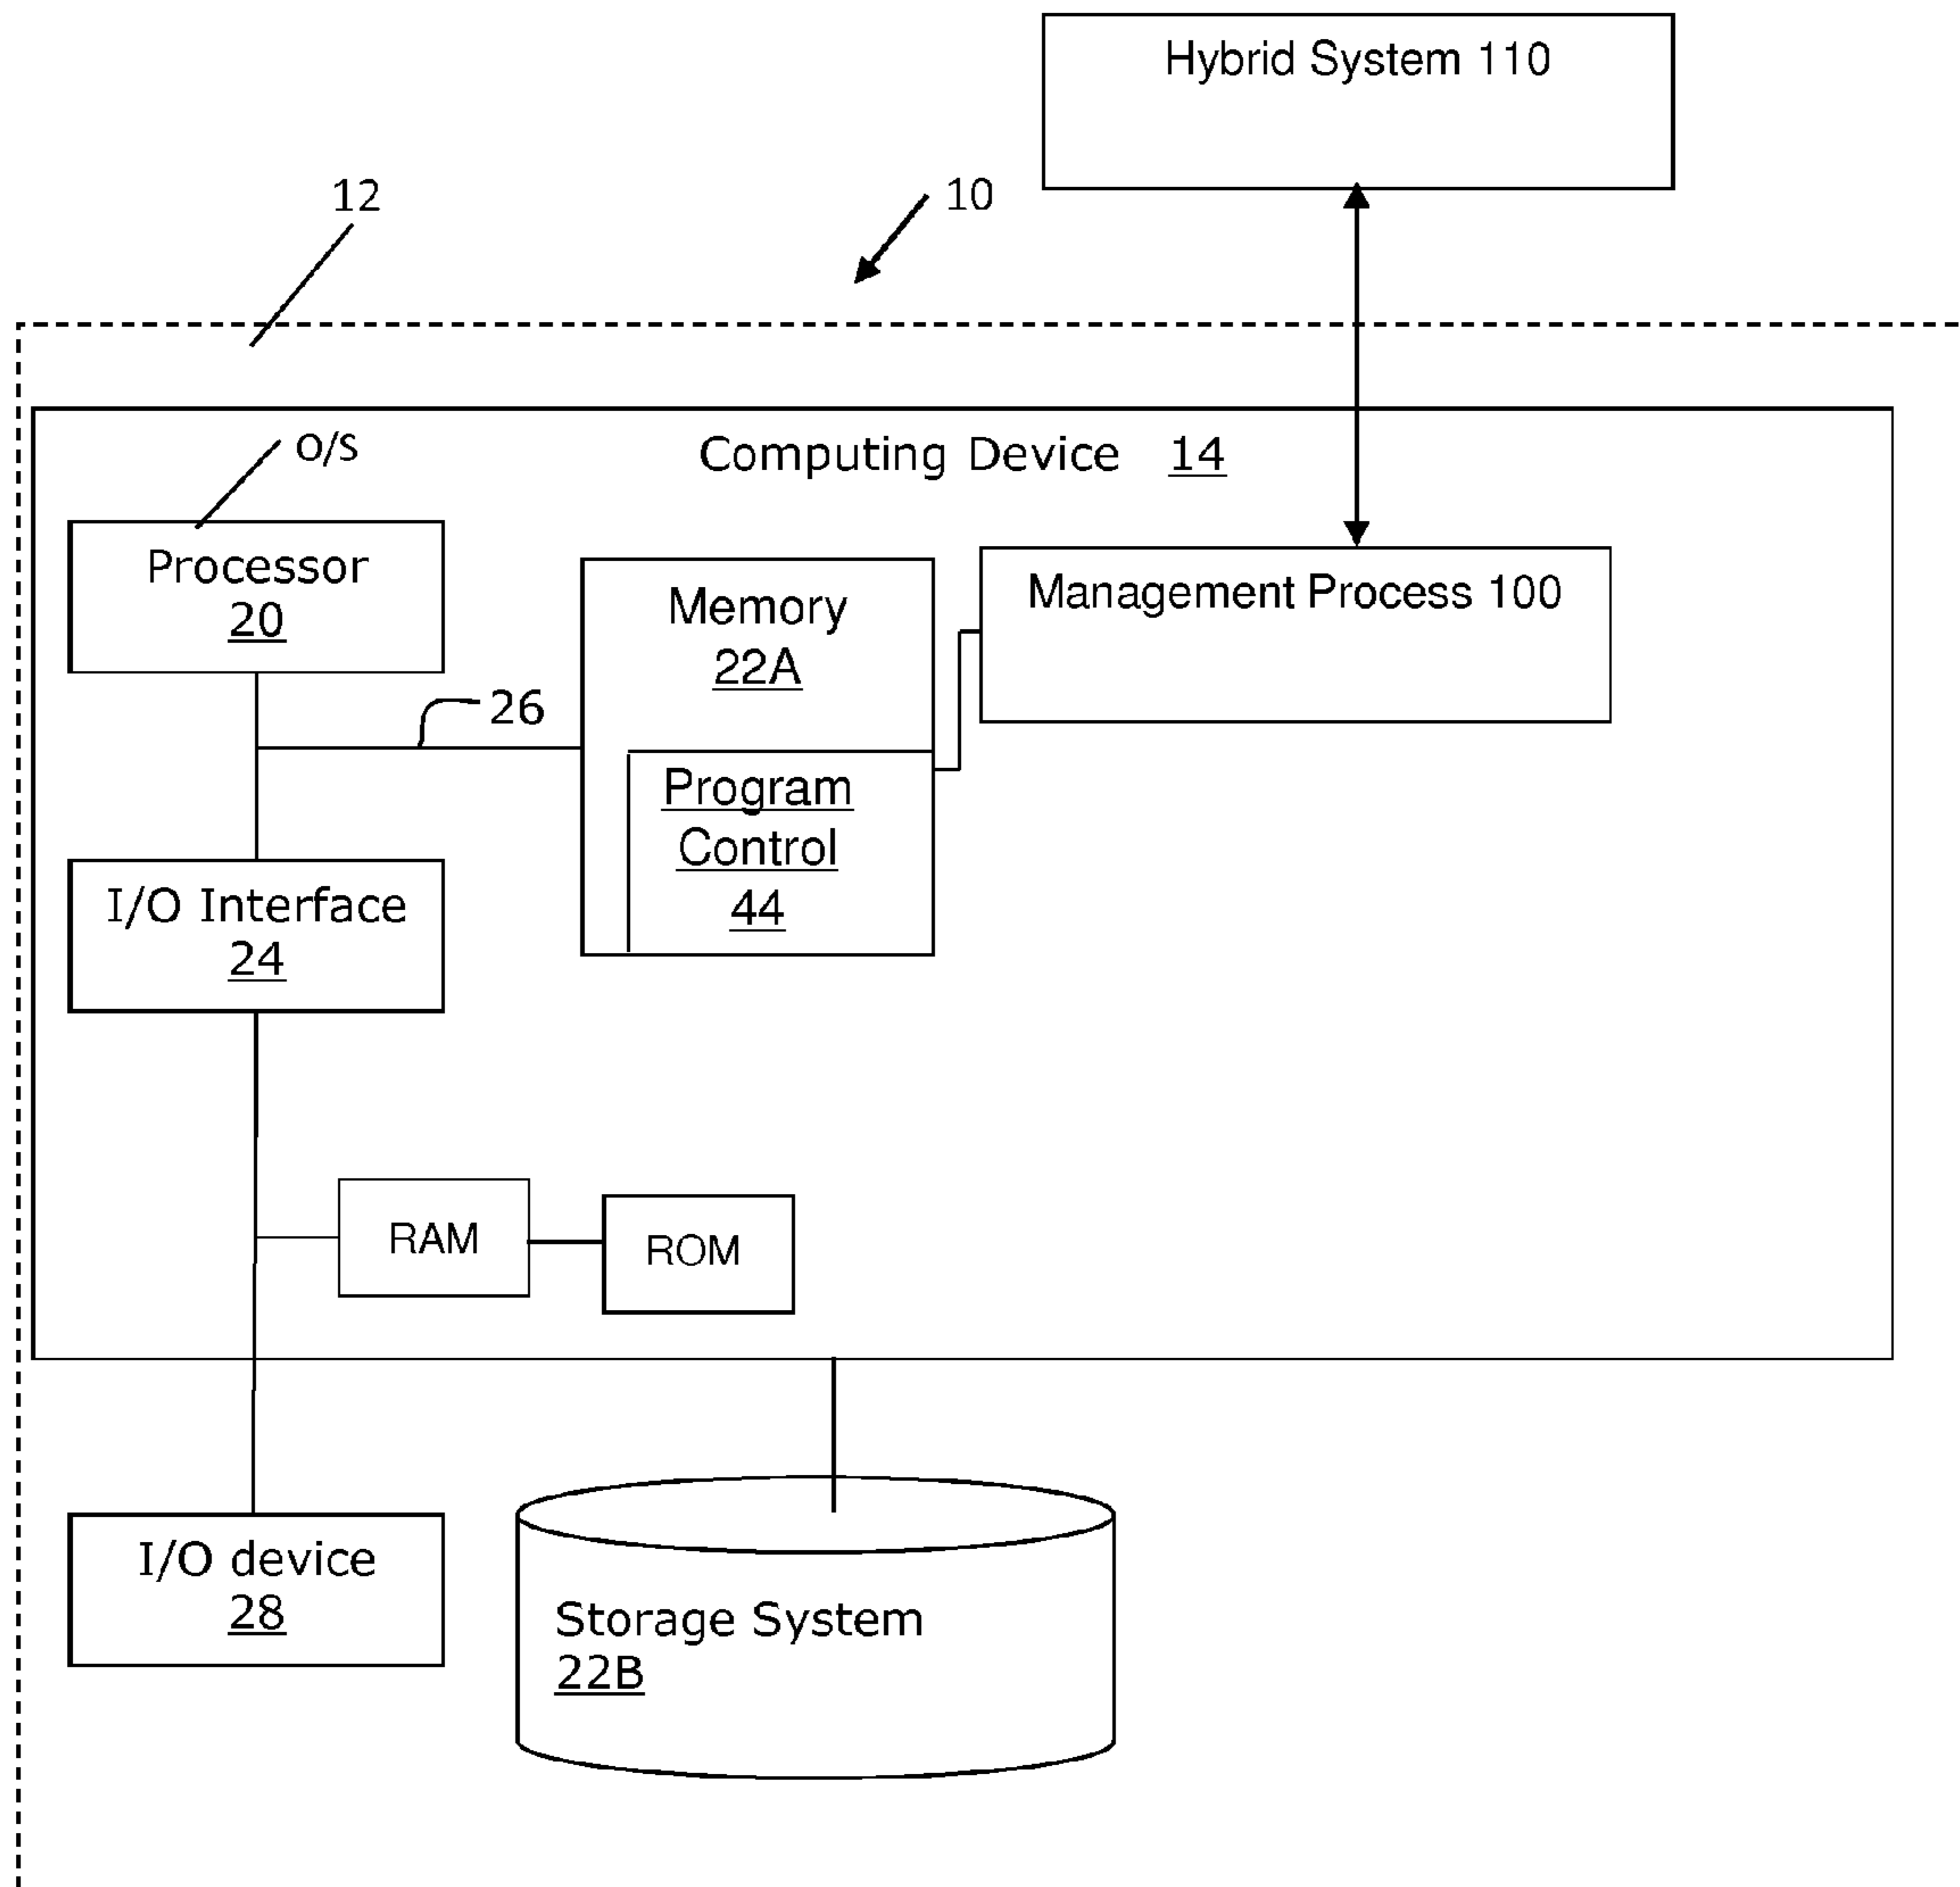 Hybrid System 110
12
10
O/S
Computing Device 14
Processor
20
Memory
22A
Management Process 100
26
Program
Control
44
I/O Interface
24
RAM
ROM
I/O device
28
Storage System
22B